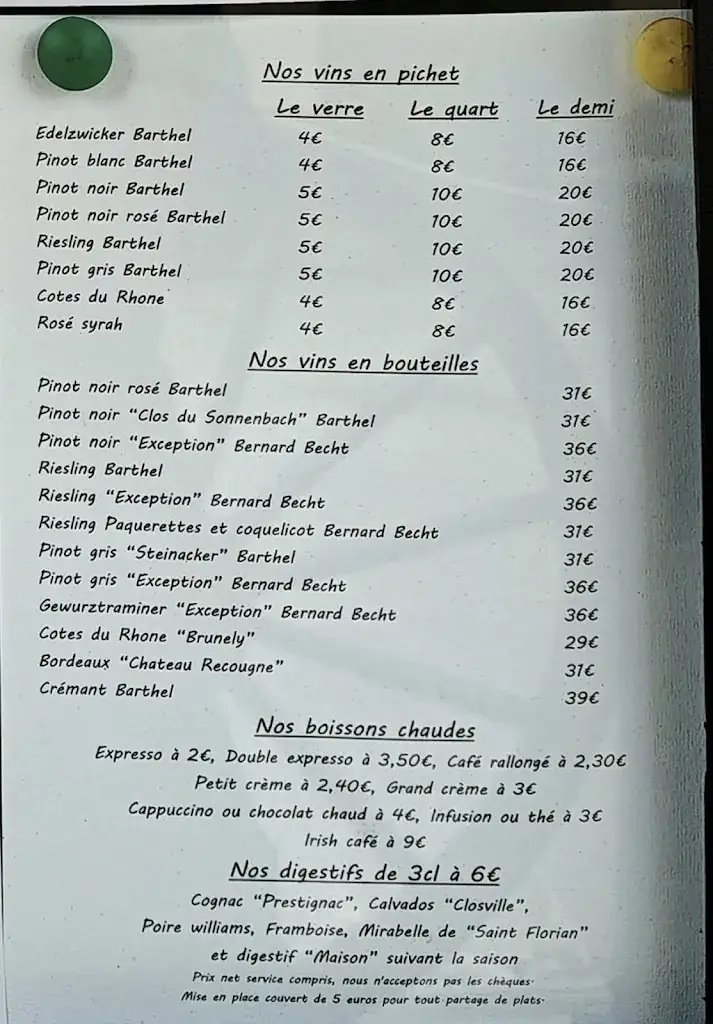 Nos vins en pichet
Le verre Le quart Le demi
Edelzwicker Barthel 4€ 8€ 16€
Pinot blanc Barthel 4€ 8€ 16€
Pinot noir Barthel 5€ 10€ 20€
Pinot noir rosé Barthel 5€ 10€ 20€
Riesling Barthel 5€ 10€ 20€
Pinot gris Barthel 5€ 10€ 20€
Cotes du Rhone 4€ 8€ 16€
Rosé syrah 4€ 8€ 16€
Nos vins en bouteilles
Pinot noir rosé Barthel 31€
Pinot noir “Clos du Sonnenbach” Barthel 31€
Pinot noir “Exception” Bernard Becht 36€
Riesling Barthel 31€
Riesling “Exception” Bernard Becht 36€
Riesling Paquerettes et coquelicot Bernard Becht 31€
Pinot gris “Steinacker” Barthel 31€
Pinot gris “Exception” Bernard Becht 36€
Gewurztraminer “Exception” Bernard Becht 36€
Cotes du Rhone “Brunely” 29€
Bordeaux “Chateau Recougne” 31€
Crémant Barthel 39€
Nos boissons chaudes
Expresso à 2€, Double expresso à 3,50€, Café rallongé à 2,30€
Petit crème à 2,40€, Grand crème à 3€
Cappuccino ou chocolat chaud à 4€, Infusion ou thé à 3€
Irish café à 9€
Nos digestifs de 3cl à 6€
Cognac “Prestignac”, Calvados “Closville”,
Poire williams, Framboise, Mirabelle de “Saint Florian”
et digestif “Maison” suivant la saison
Prix net service compris, nous n'acceptons pas les chèques.
Mise en place couvert de 5 euros pour tout partage de plats.